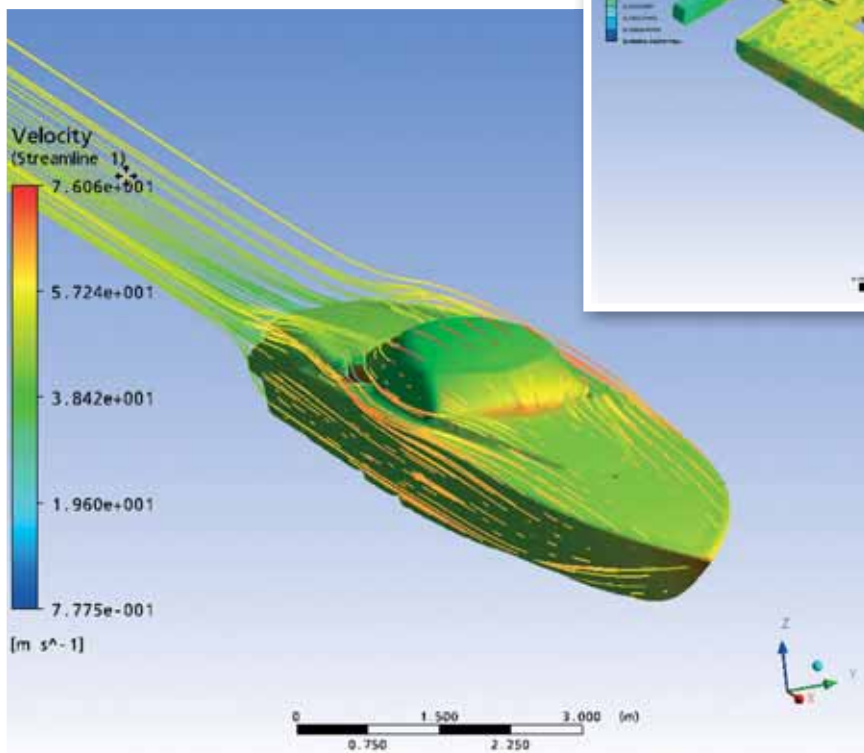 Velocity
(Streamline 1)
7.606e+001
5.724e+001
3.842e+001
1.960e+001
7.775e-001
[m s^-1]
0 1.500 3.000 (m)
0.750 2.250
Z
Y
X